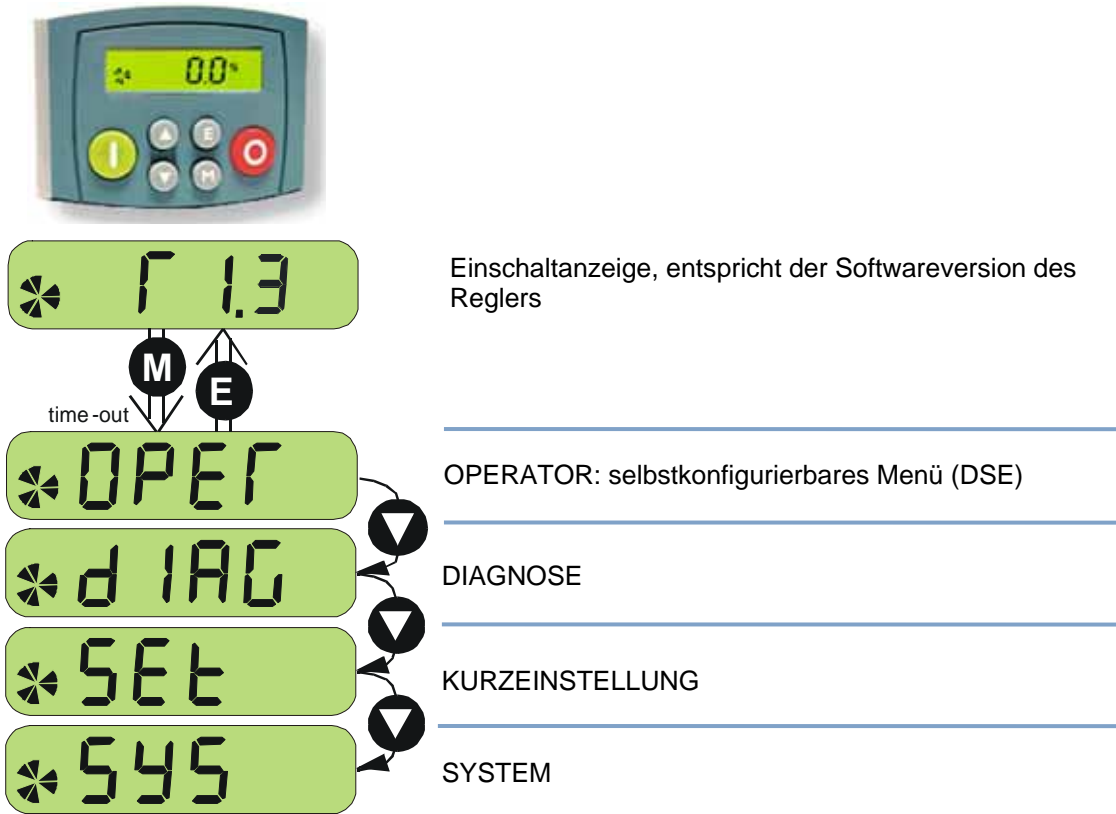 0.0%
E
M
r 1.3
Einschaltanzeige, entspricht der Softwareversion des
Reglers
M
E
time-out
OPEr
OPERATOR: selbstkonfigurierbares Menü (DSE)
dIAG
DIAGNOSE
SEt
KURZEINSTELLUNG
SYS
SYSTEM